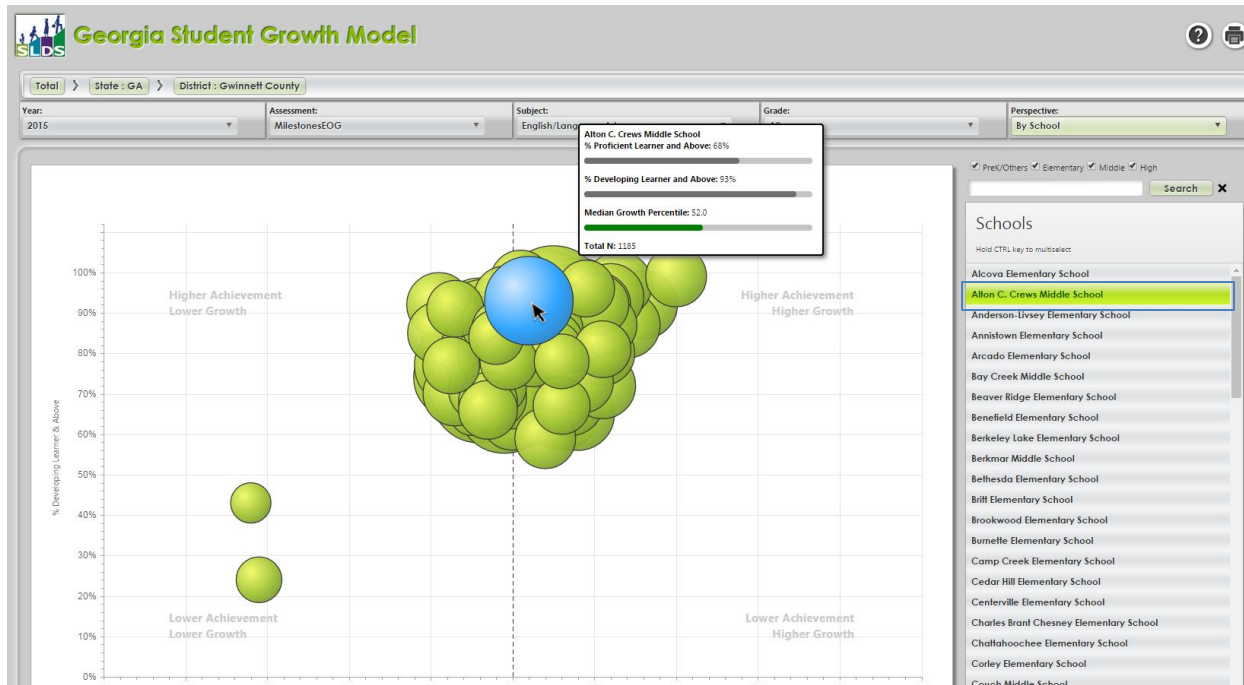 SLDS
Georgia Student Growth Model
?
Total
State : GA
District : Gwinnett County
Year:
Assessment:
Subject:
Grade:
Perspective:
2015
MilestonesEOG
By School
Alton C. Crews Middle School
% Proficient Learner and Above: 68%
% Developing Learner and Above: 93%
Median Growth Percentile: 52.0
Total N: 1185
PreK/Others
Elementary
Middle
High
Search
Schools
Hold CTRL key to multiselect
Alcova Elementary School
Alton C. Crews Middle School
Anderson-Livsey Elementary School
Annistown Elementary School
Arcado Elementary School
Bay Creek Middle School
Beaver Ridge Elementary School
Benefield Elementary School
Berkeley Lake Elementary School
Berkmar Middle School
Bethesda Elementary School
Britt Elementary School
Brookwood Elementary School
Burnette Elementary School
Camp Creek Elementary School
Cedar Hill Elementary School
Centerville Elementary School
Charles Brant Chesney Elementary School
Chattahoochee Elementary School
Corley Elementary School
Couch Middle School
% Developing Learner & Above
100%
90%
80%
70%
60%
50%
40%
30%
20%
10%
0%
Higher Achievement
Lower Growth
Higher Achievement
Higher Growth
Lower Achievement
Lower Growth
Lower Achievement
Higher Growth